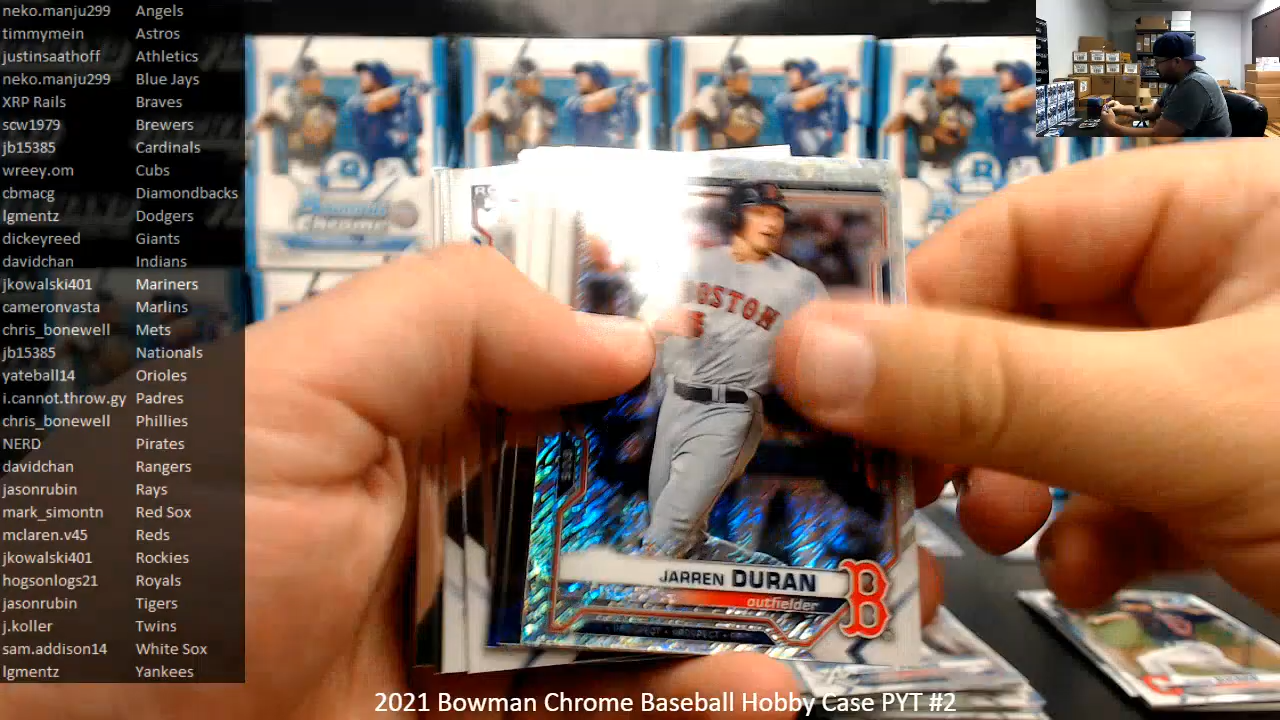 neko.manju299 Angels
timmymein Astros
justinsaathoff Athletics
neko.manju299 Blue Jays
XRP Rails Braves
scw1979 Brewers
jb15385 Cardinals
wreey.om Cubs
cbmacg Diamondbacks
lgmentz Dodgers
dickeyreed Giants
davidchan Indians
jkowalski401 Mariners
cameronvasta Marlins
chris_bonewell Mets
jb15385 Nationals
yateball14 Orioles
i.cannot.throw.gy Padres
chris_bonewell Phillies
NERD Pirates
davidchan Rangers
jasonrubin Rays
mark_simontn Red Sox
mclaren.v45 Reds
jkowalski401 Rockies
hogsonlogs21 Royals
jasonrubin Tigers
j.koller Twins
sam.addison14 White Sox
lgmentz Yankees
BOSTON
JARREN DURAN
outfielder
B
2021 Bowman Chrome Baseball Hobby Case PYT #2